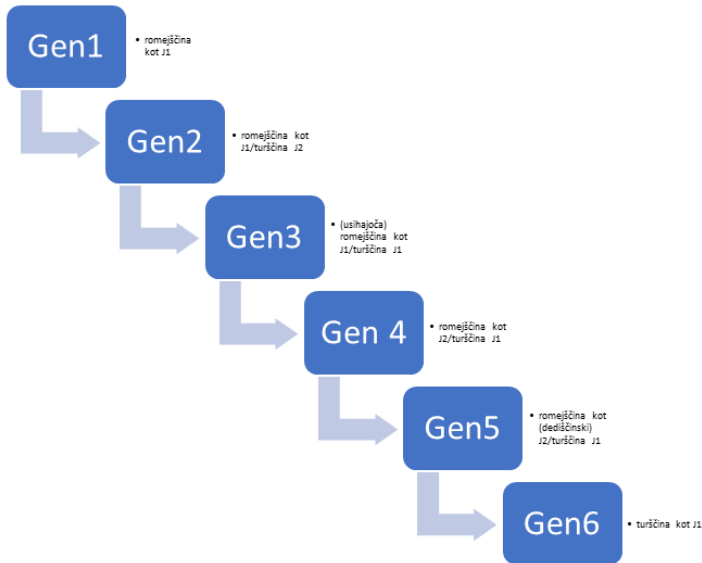 Gen1
• romejščina
kot J1
Gen2
• romejščina kot
J1/turščina J2
Gen3
• (usihajoča)
romejščina kot
J1/turščina J1
Gen 4
• romejščina kot
J2/turščina J1
Gen5
• romejščina kot
(dediščinski)
J2/turščina J1
Gen6
• turščina kot J1